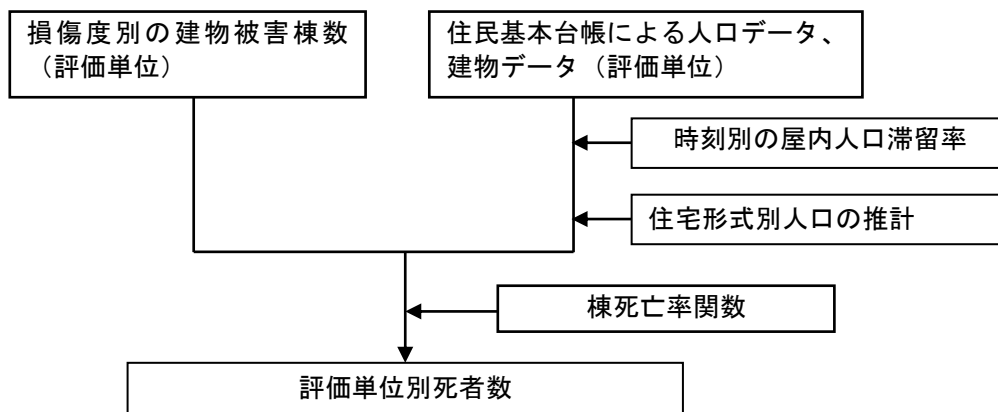 損傷度別の建物被害棟数
（評価単位）
住民基本台帳による人口データ、
建物データ（評価単位）
時刻別の屋内人口滞留率
住宅形式別人口の推計
棟死亡率関数
評価単位別死者数